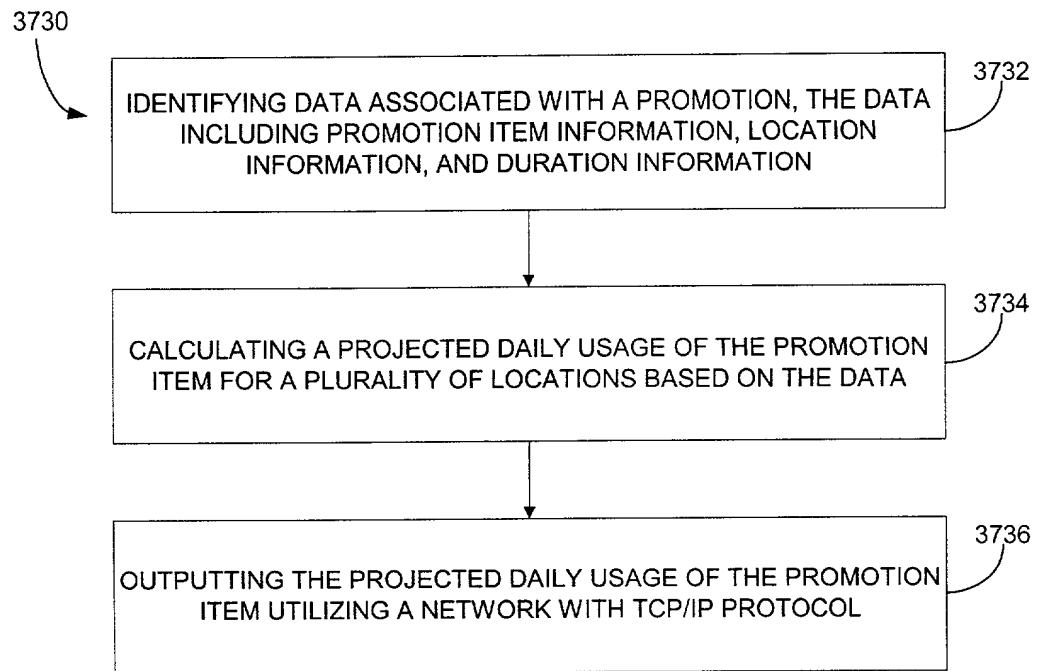 3730
3732
IDENTIFYING DATA ASSOCIATED WITH A PROMOTION, THE DATA
INCLUDING PROMOTION ITEM INFORMATION, LOCATION
INFORMATION, AND DURATION INFORMATION
3734
CALCULATING A PROJECTED DAILY USAGE OF THE PROMOTION
ITEM FOR A PLURALITY OF LOCATIONS BASED ON THE DATA
3736
OUTPUTTING THE PROJECTED DAILY USAGE OF THE PROMOTION
ITEM UTILIZING A NETWORK WITH TCP/IP PROTOCOL